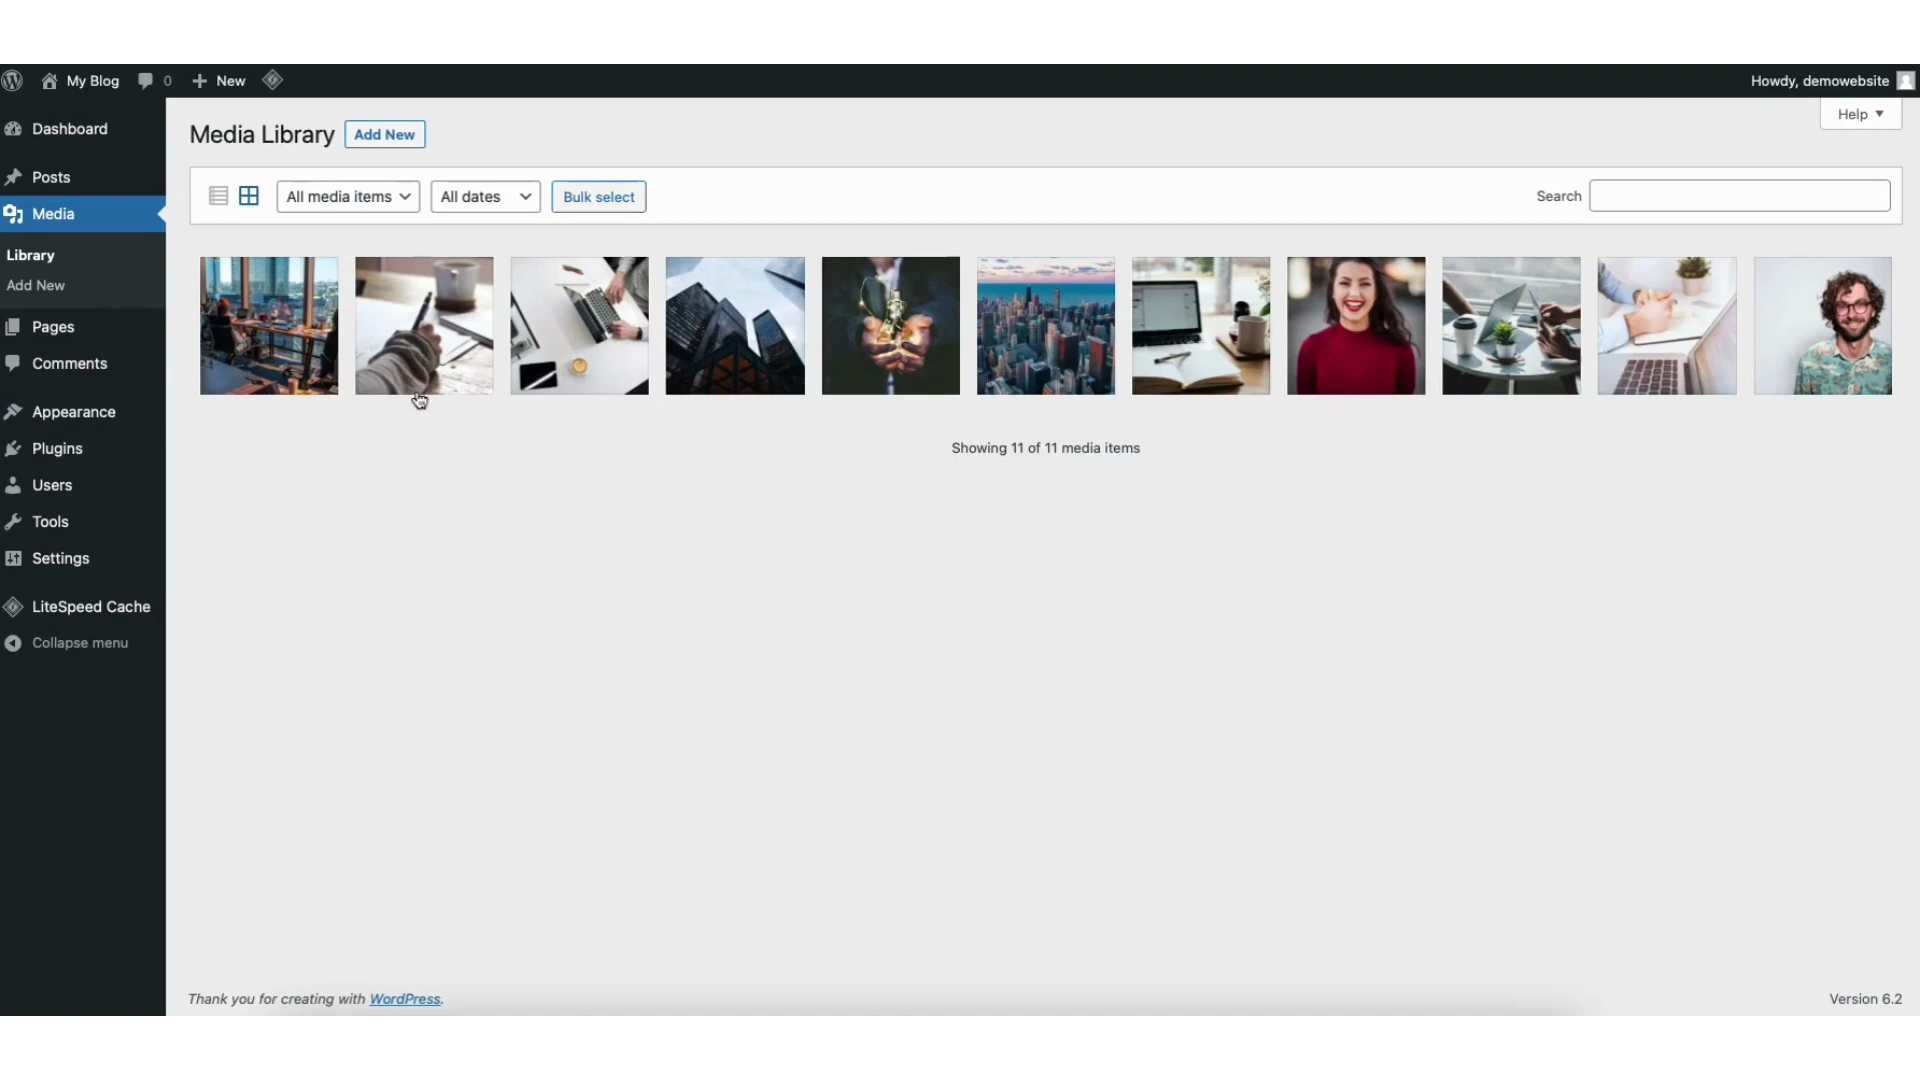 My Blog 0 New Howdy, demowebsite
Help
Dashboard
Posts
Media
Library
Add New
Pages
Comments
Appearance
Plugins
Users
Tools
Settings
LiteSpeed Cache
Collapse menu
Media Library Add New
All media items All dates Bulk select Search
Showing 11 of 11 media items
Thank you for creating with WordPress. Version 6.2